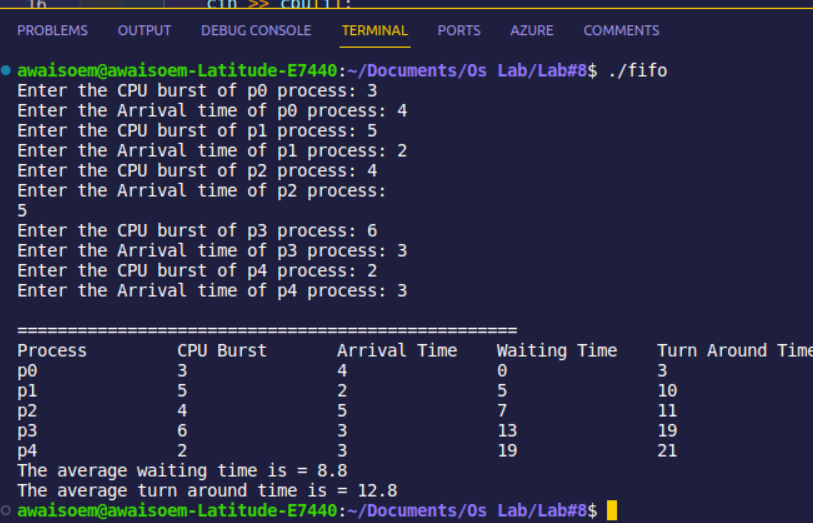 16 cin >> cpu[i];
PROBLEMS OUTPUT DEBUG CONSOLE TERMINAL PORTS AZURE COMMENTS
awaisoem@awaisoem-Latitude-E7440:~/Documents/Os Lab/Lab#8$ ./fifo
Enter the CPU burst of p0 process: 3
Enter the Arrival time of p0 process: 4
Enter the CPU burst of p1 process: 5
Enter the Arrival time of p1 process: 2
Enter the CPU burst of p2 process: 4
Enter the Arrival time of p2 process:
5
Enter the CPU burst of p3 process: 6
Enter the Arrival time of p3 process: 3
Enter the CPU burst of p4 process: 2
Enter the Arrival time of p4 process: 3
==================================================
Process CPU Burst Arrival Time Waiting Time Turn Around Time
p0 3 4 0 3
p1 5 2 5 10
p2 4 5 7 11
p3 6 3 13 19
p4 2 3 19 21
The average waiting time is = 8.8
The average turn around time is = 12.8
awaisoem@awaisoem-Latitude-E7440:~/Documents/Os Lab/Lab#8$